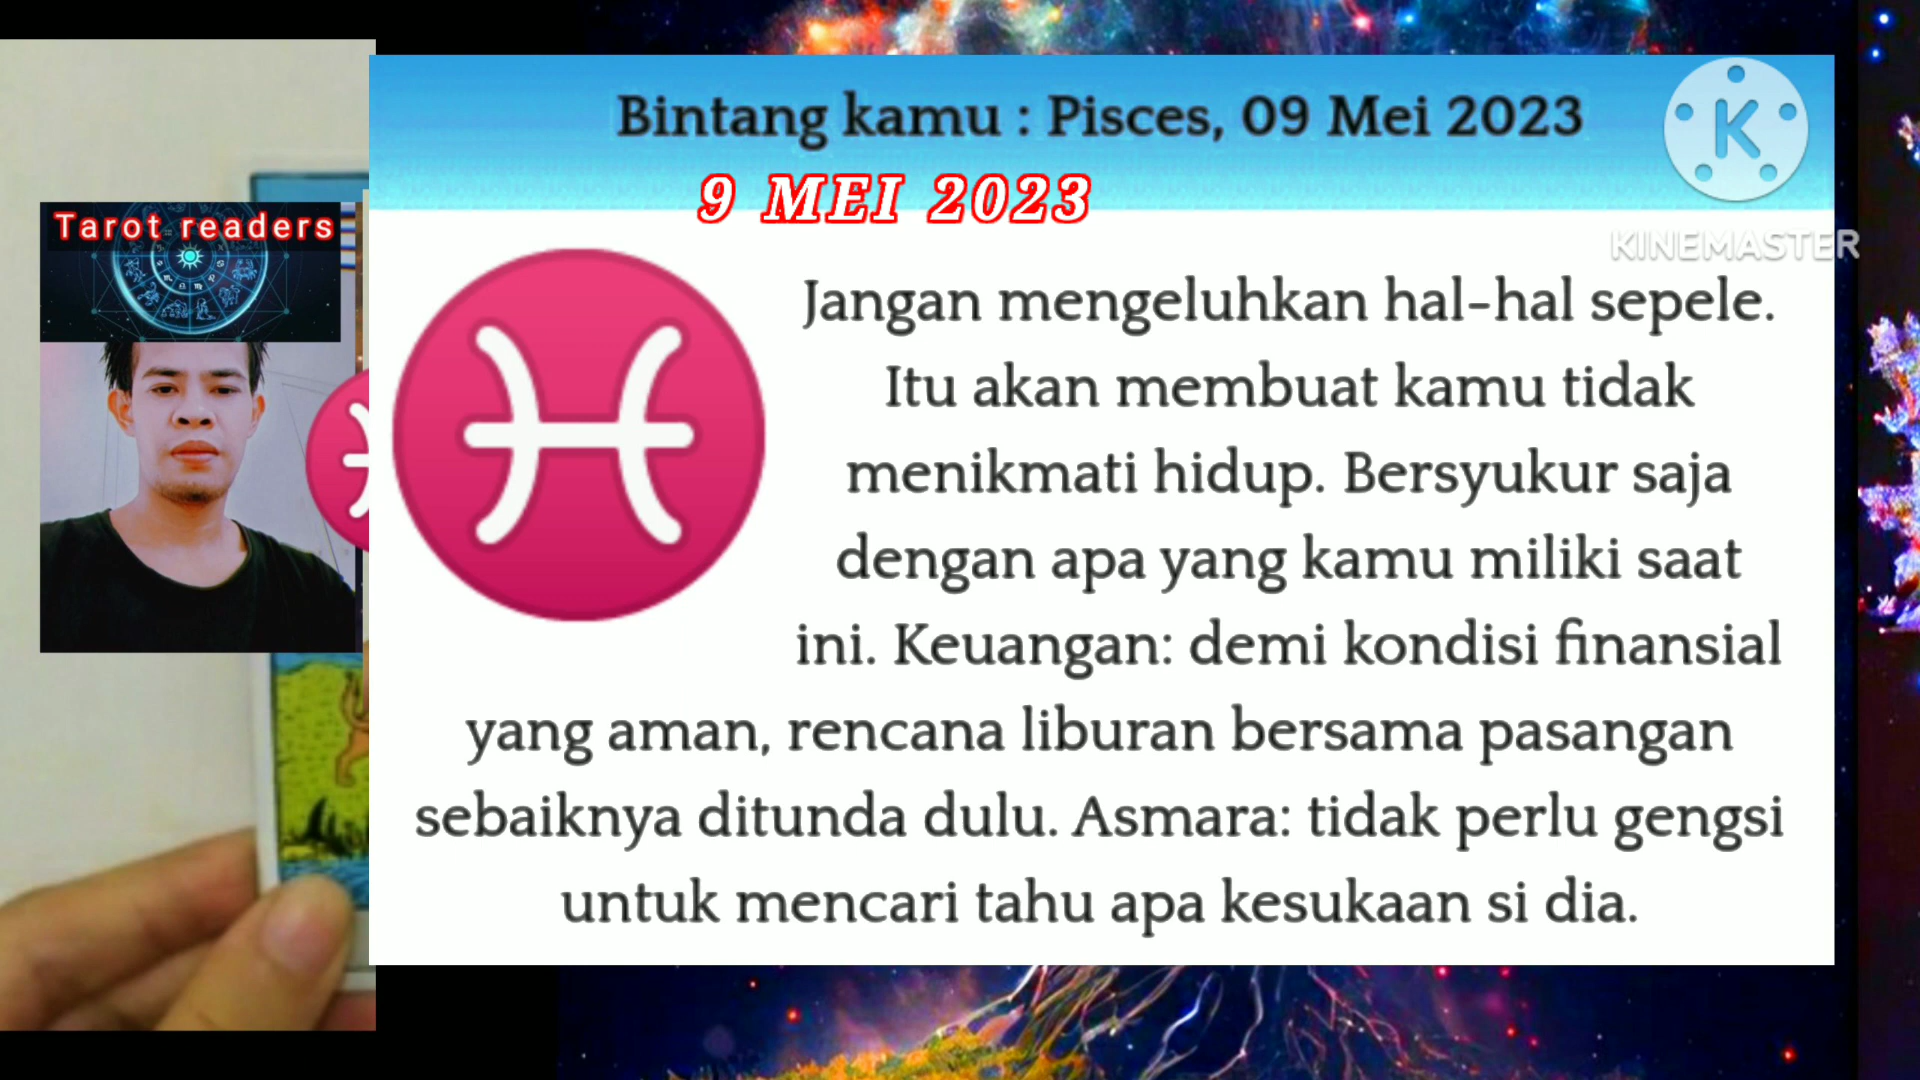 Bintang kamu : Pisces, 09 Mei 2023
9 MEI 2023
K
KINEMASTER
Tarot readers
Jangan mengeluhkan hal-hal sepele.
Itu akan membuat kamu tidak
menikmati hidup. Bersyukur saja
dengan apa yang kamu miliki saat
ini. Keuangan: demi kondisi finansial
yang aman, rencana liburan bersama pasangan
sebaiknya ditunda dulu. Asmara: tidak perlu gengsi
untuk mencari tahu apa kesukaan si dia.